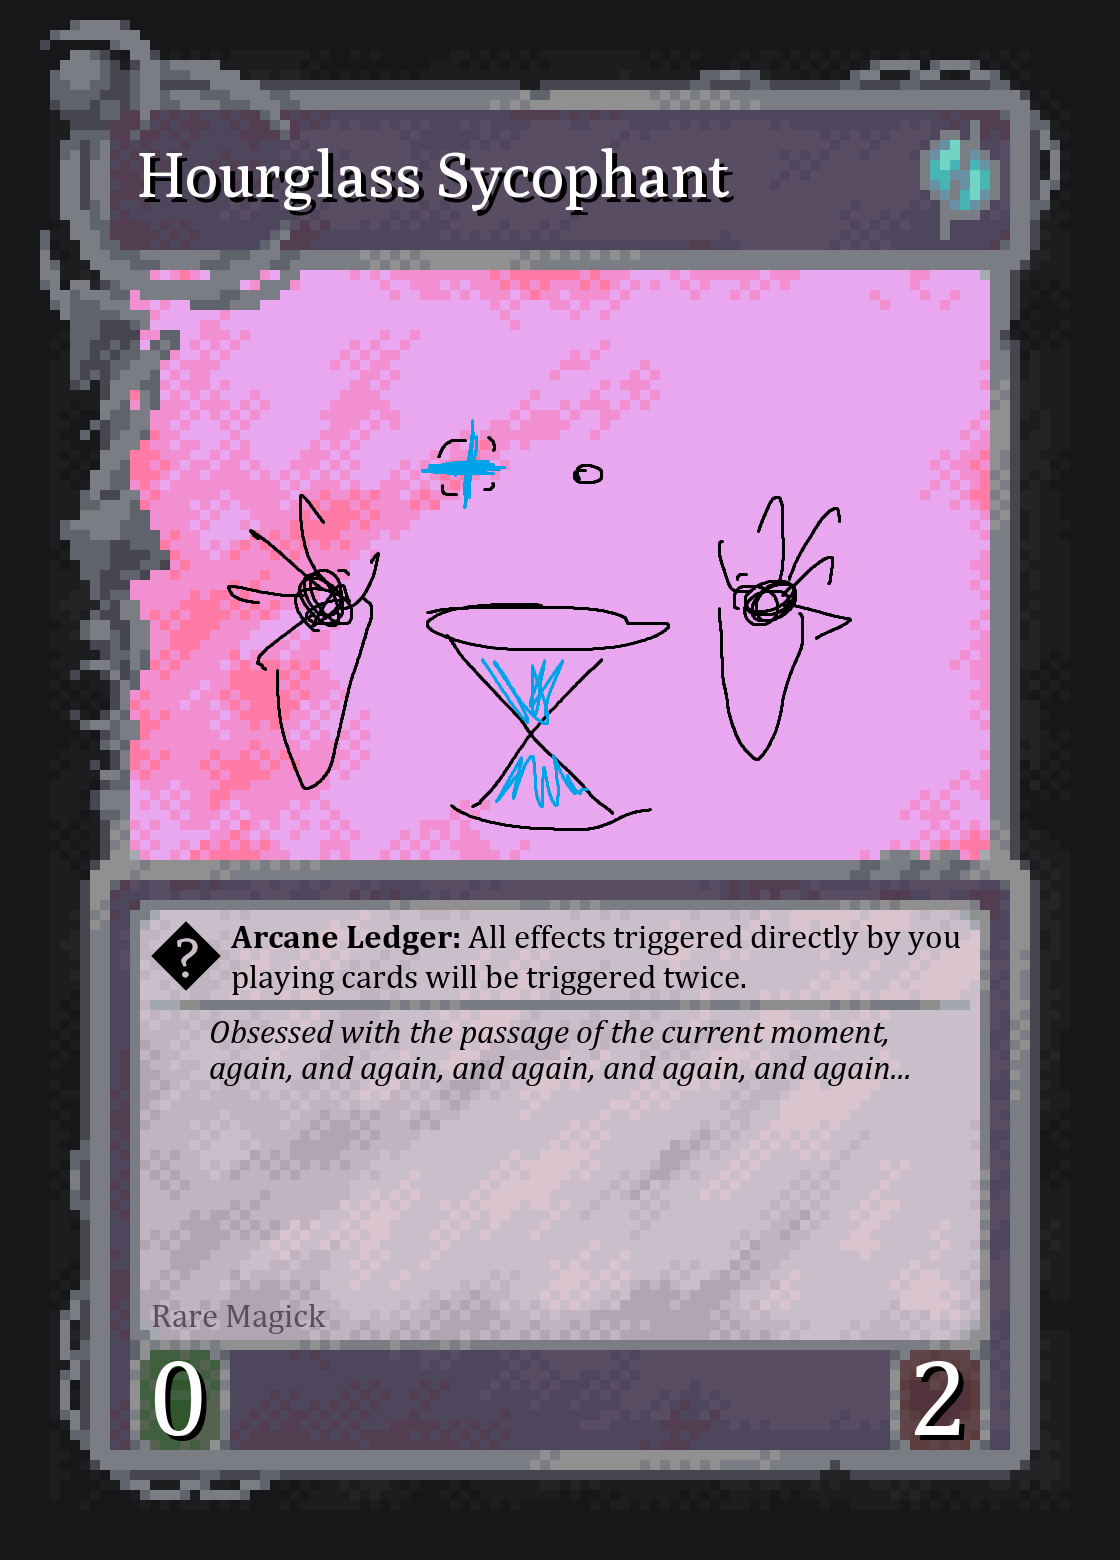 Hourglass Sycophant
?
Arcane Ledger: All effects triggered directly by you
playing cards will be triggered twice.
Obsessed with the passage of the current moment,
again, and again, and again, and again, and again...
Rare Magick
0
2